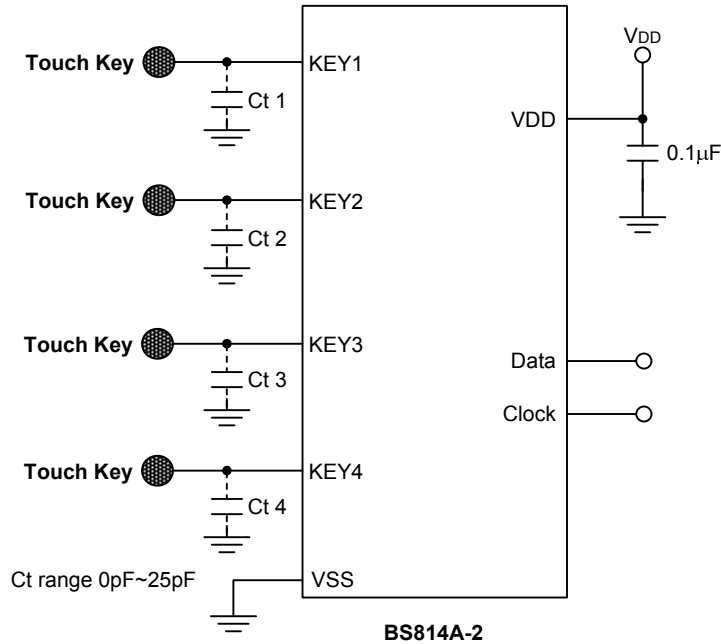 Touch Key
KEY1
Ct 1
Touch Key
KEY2
Ct 2
Touch Key
KEY3
Ct 3
Touch Key
KEY4
Ct 4
Ct range 0pF~25pF
VSS
VDD
VDD
0.1μF
Data
Clock
BS814A-2